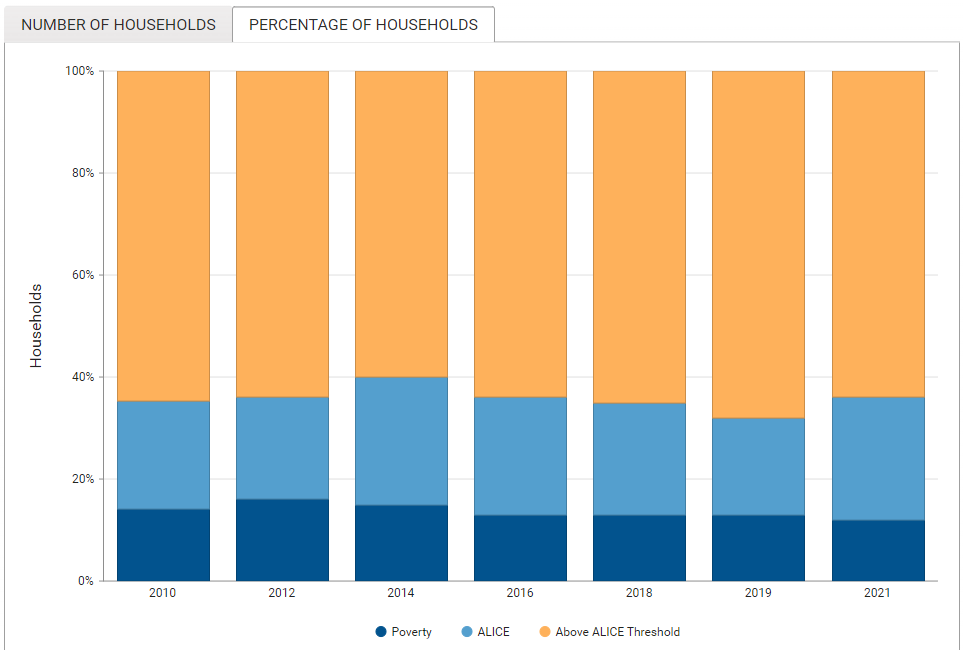 NUMBER OF HOUSEHOLDS PERCENTAGE OF HOUSEHOLDS
100%
80%
60%
40%
20%
0%
Households
2010 2012 2014 2016 2018 2019 2021
Poverty ALICE Above ALICE Threshold